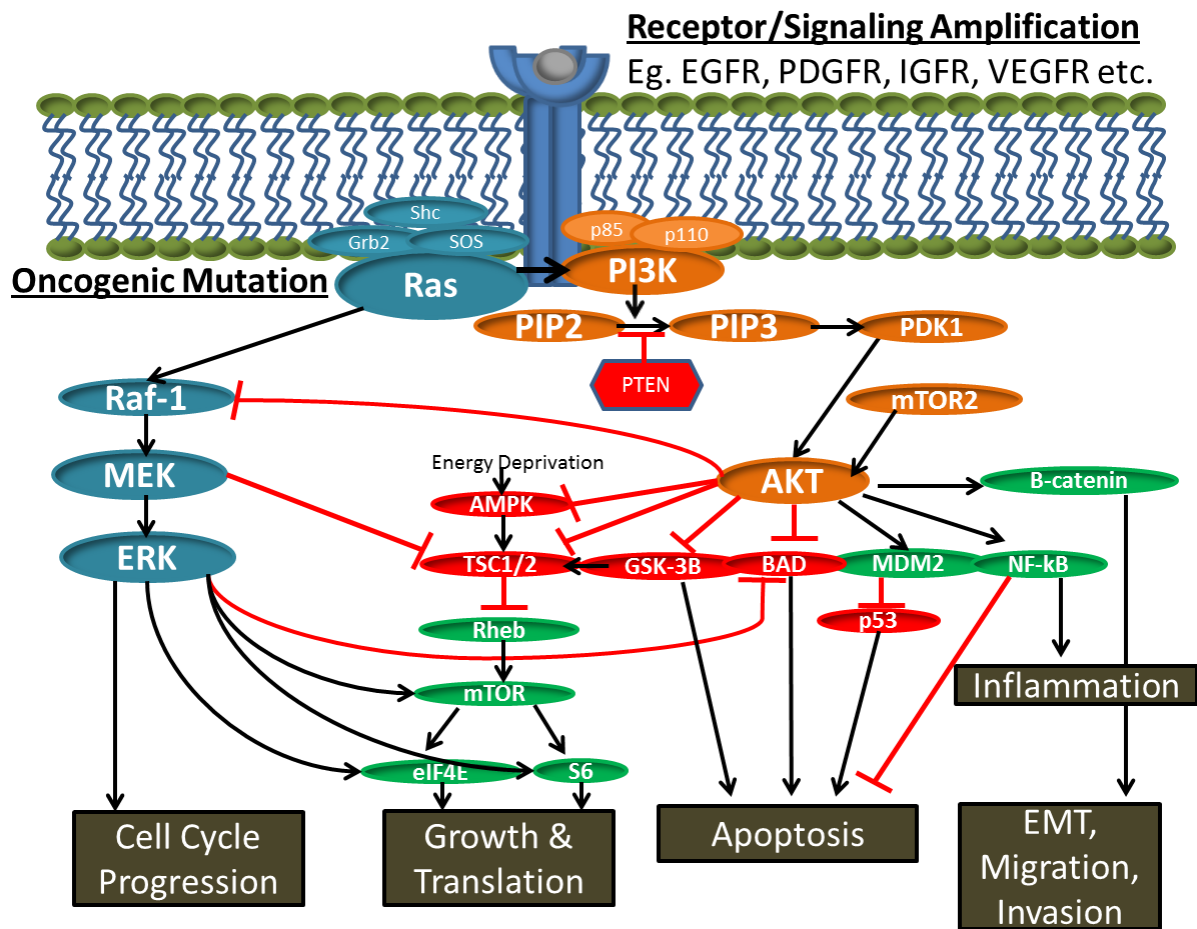 Receptor/Signaling Amplification
Eg. EGFR, PDGFR, IGFR, VEGFR etc.
Shc
Grb2
SOS
p85
p110
Oncogenic Mutation
Ras
PI3K
PIP2
PIP3
PDK1
PTEN
Raf-1
mTOR2
Energy Deprivation
MEK
AKT
B-catenin
AMPK
ERK
TSC1/2
GSK-3B
BAD
MDM2
NF-kB
Rheb
p53
mTOR
Inflammation
eIF4E
S6
Cell Cycle
Progression
Growth &
Translation
Apoptosis
EMT,
Migration,
Invasion